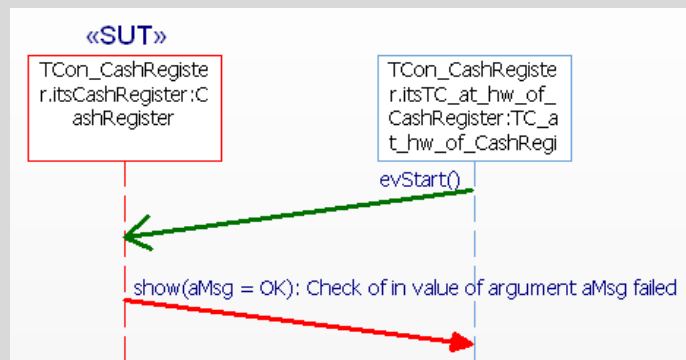 «SUT»
TCon_CashRegiste
r.itsCashRegister:C
ashRegister
TCon_CashRegiste
r.itsTC_at_hw_of_
CashRegister:TC_a
t_hw_of_CashRegi
evStart()
show(aMsg = OK): Check of in value of argument aMsg failed